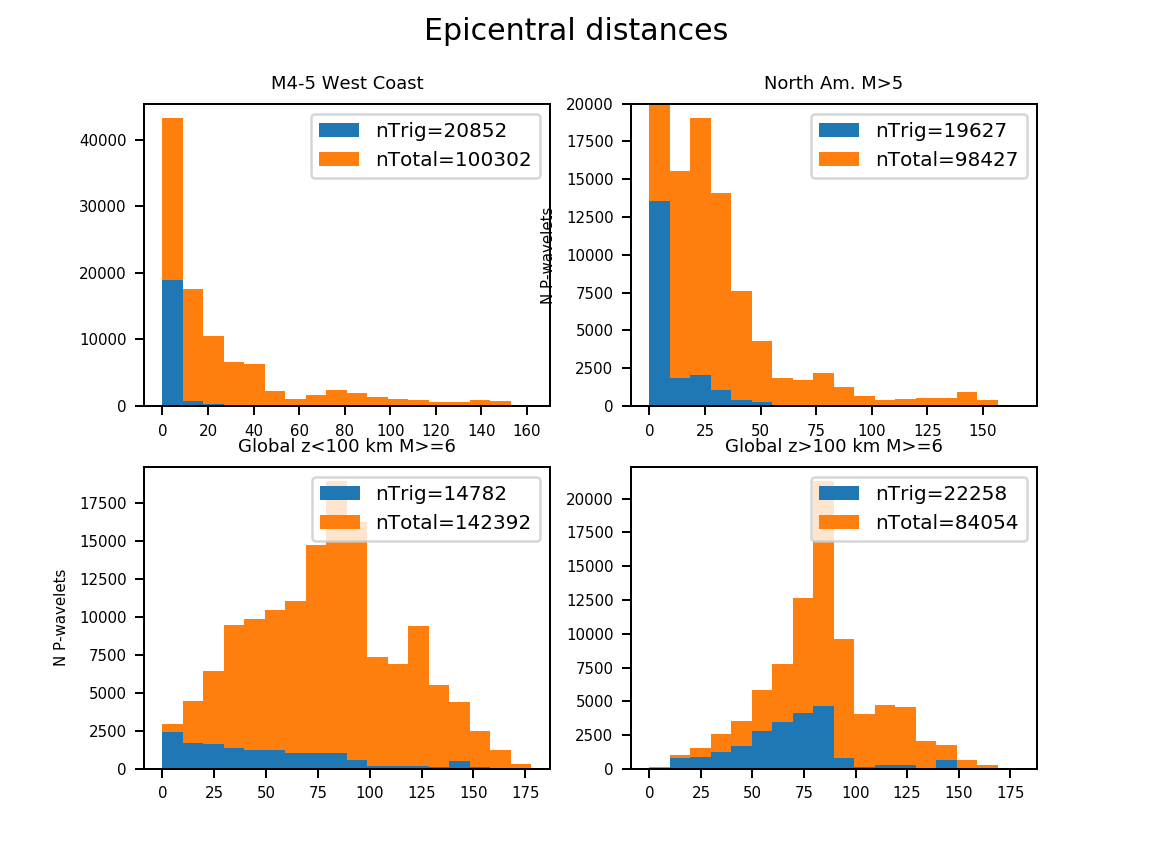 Epicentral distances
M4-5 West Coast
nTrig=20852
nTotal=100302
40000
30000
20000
10000
0
0 20 40 60 80 100 120 140 160
North Am. M>5
nTrig=19627
nTotal=98427
N P-wavelets
20000
17500
15000
12500
10000
7500
5000
2500
0
0 25 50 75 100 125 150
Global z<100 km M>=6
nTrig=14782
nTotal=142392
N P-wavelets
17500
15000
12500
10000
7500
5000
2500
0
0 25 50 75 100 125 150 175
Global z>100 km M>=6
nTrig=22258
nTotal=84054
20000
17500
15000
12500
10000
7500
5000
2500
0
0 25 50 75 100 125 150 175